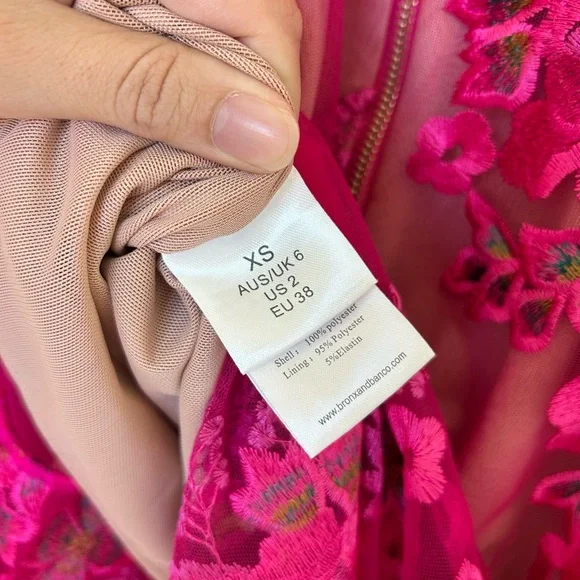 XS
AUS/UK 6
US 2
EU 38
Shell: 100% polyester
Lining: 95% Polyester
5%Elastin
www.bronxandbanco.com